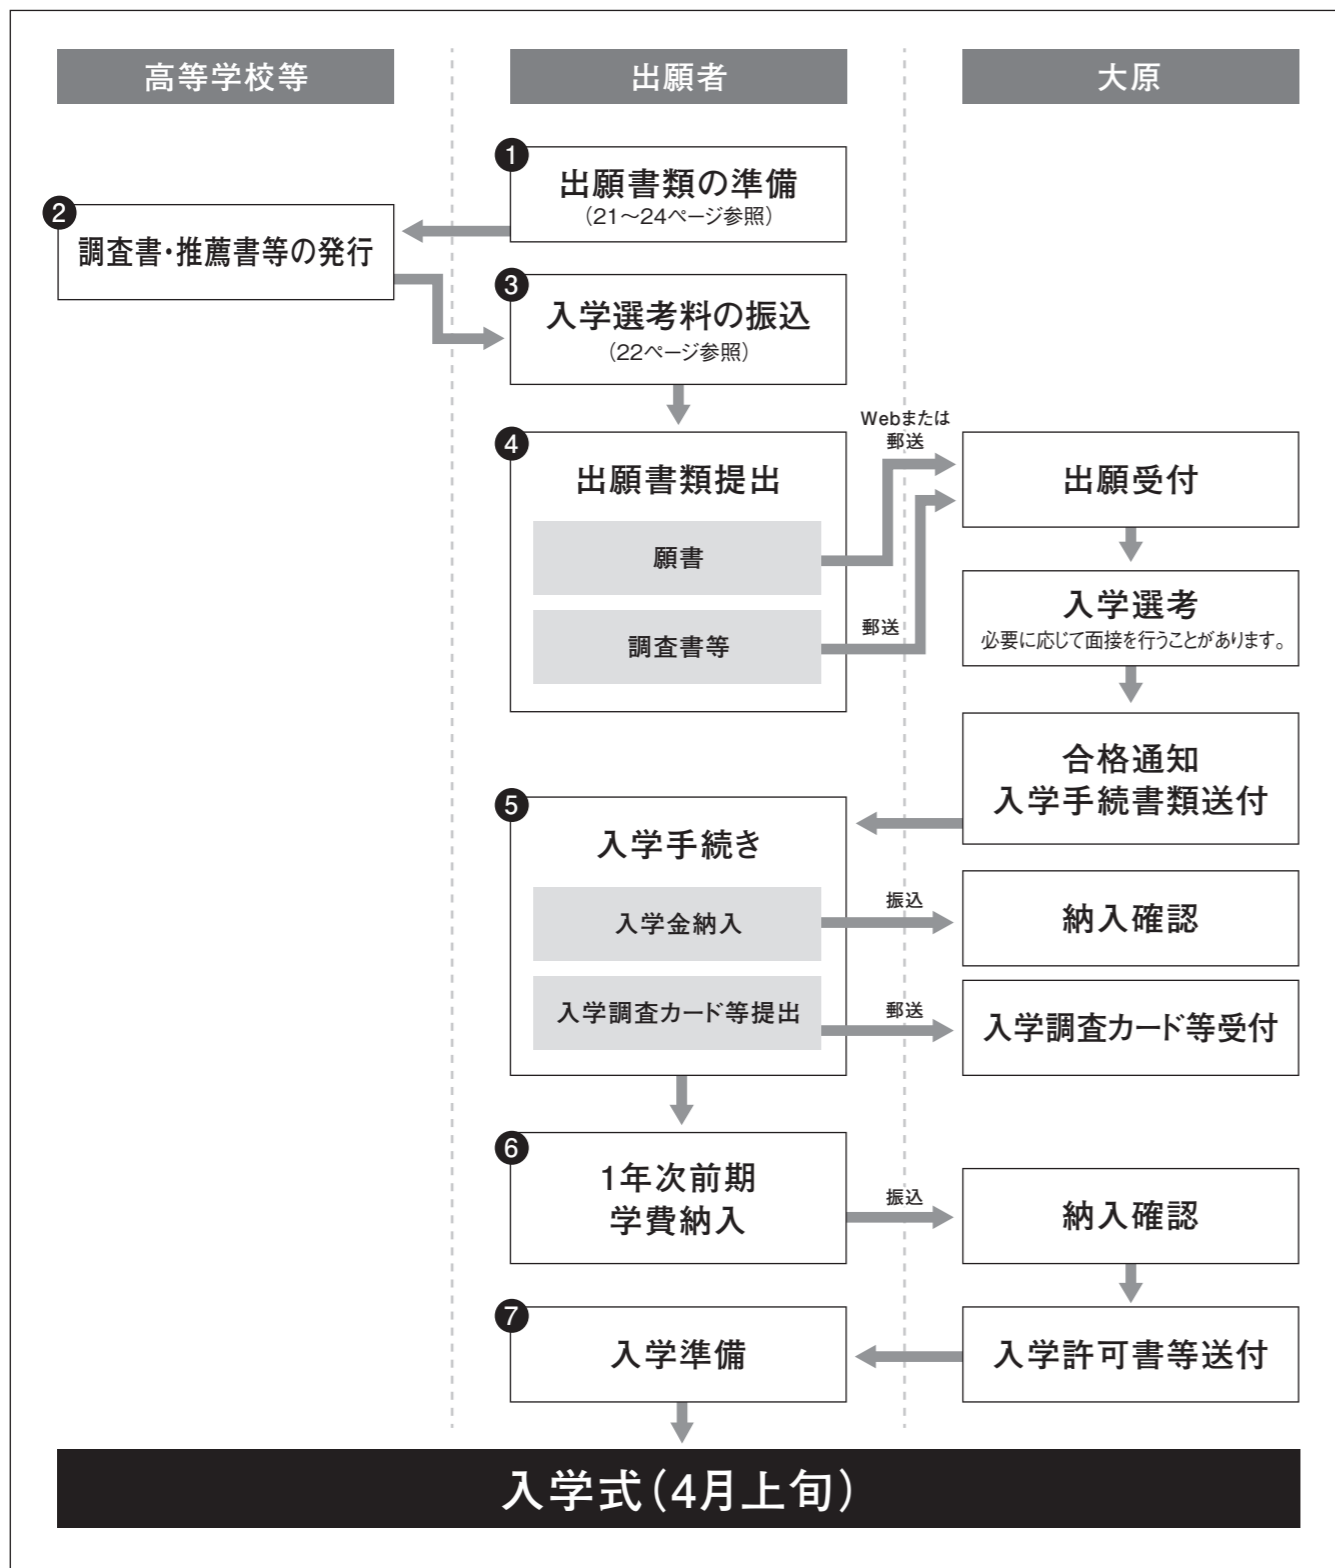 高等学校等
出願者
大原
1
出願書類の準備
(21〜24ページ参照)
2
調査書・推薦書等の発行
3
入学選考料の振込
(22ページ参照)
4
出願書類提出
願書
調査書等
Webまたは
郵送
郵送
出願受付
入学選考
必要に応じて面接を行うことがあります。
合格通知
入学手続書類送付
5
入学手続き
入学金納入
振込
納入確認
入学調査カード等提出
郵送
入学調査カード等受付
6
1年次前期
学費納入
振込
納入確認
7
入学準備
入学許可書等送付
入学式(4月上旬)